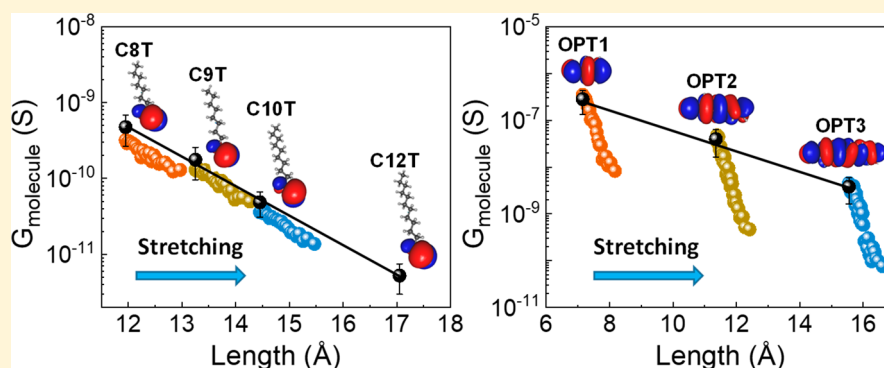 10⁻⁸
10⁻⁹
10⁻¹⁰
10⁻¹¹
G_molecule (S)
C8T
C9T
C10T
C12T
Stretching
12 13 14 15 16 17 18
Length (Å)
10⁻⁵
10⁻⁷
10⁻⁹
10⁻¹¹
G_molecule (S)
OPT1
OPT2
OPT3
Stretching
6 8 10 12 14 16
Length (Å)